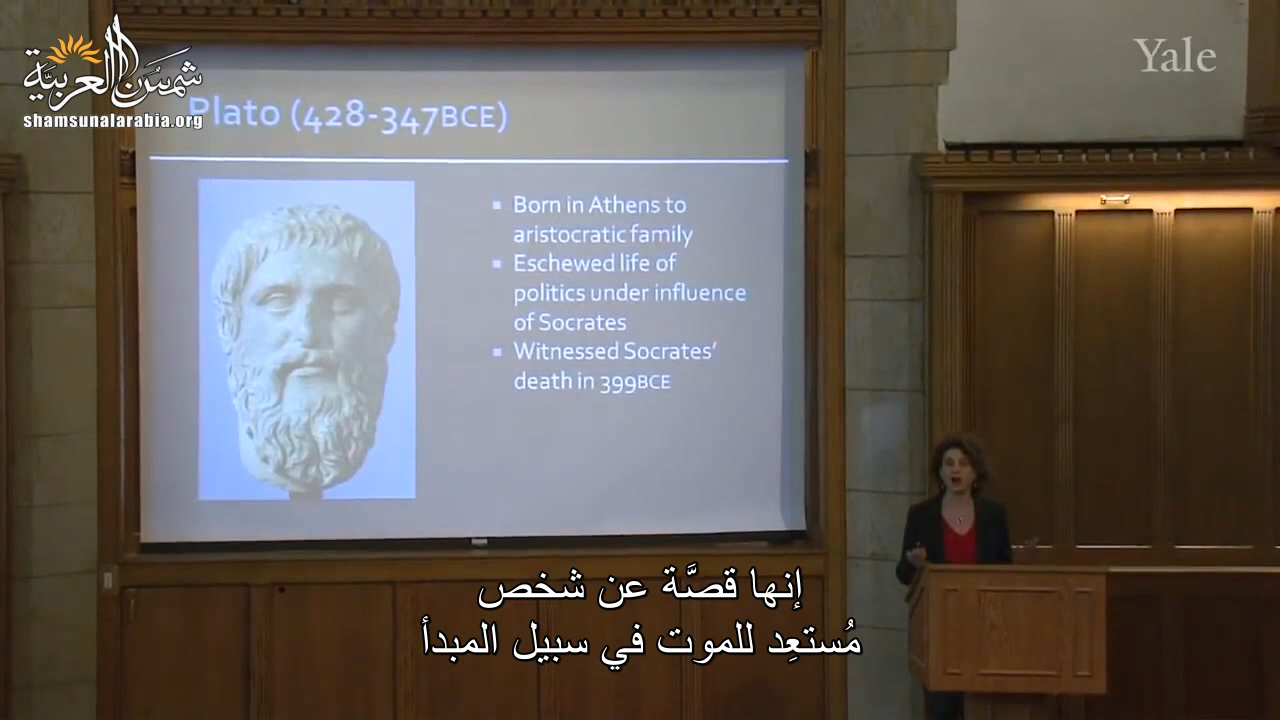 شمس العربية
shamsunalarabia.org
Yale
Plato (428-347BCE)
Born in Athens to
aristocratic family
Eschewed life of
politics under influence
of Socrates
Witnessed Socrates'
death in 399BCE
إنها قصَّة عن شخص
مُستعِد للموت في سبيل المبدأ